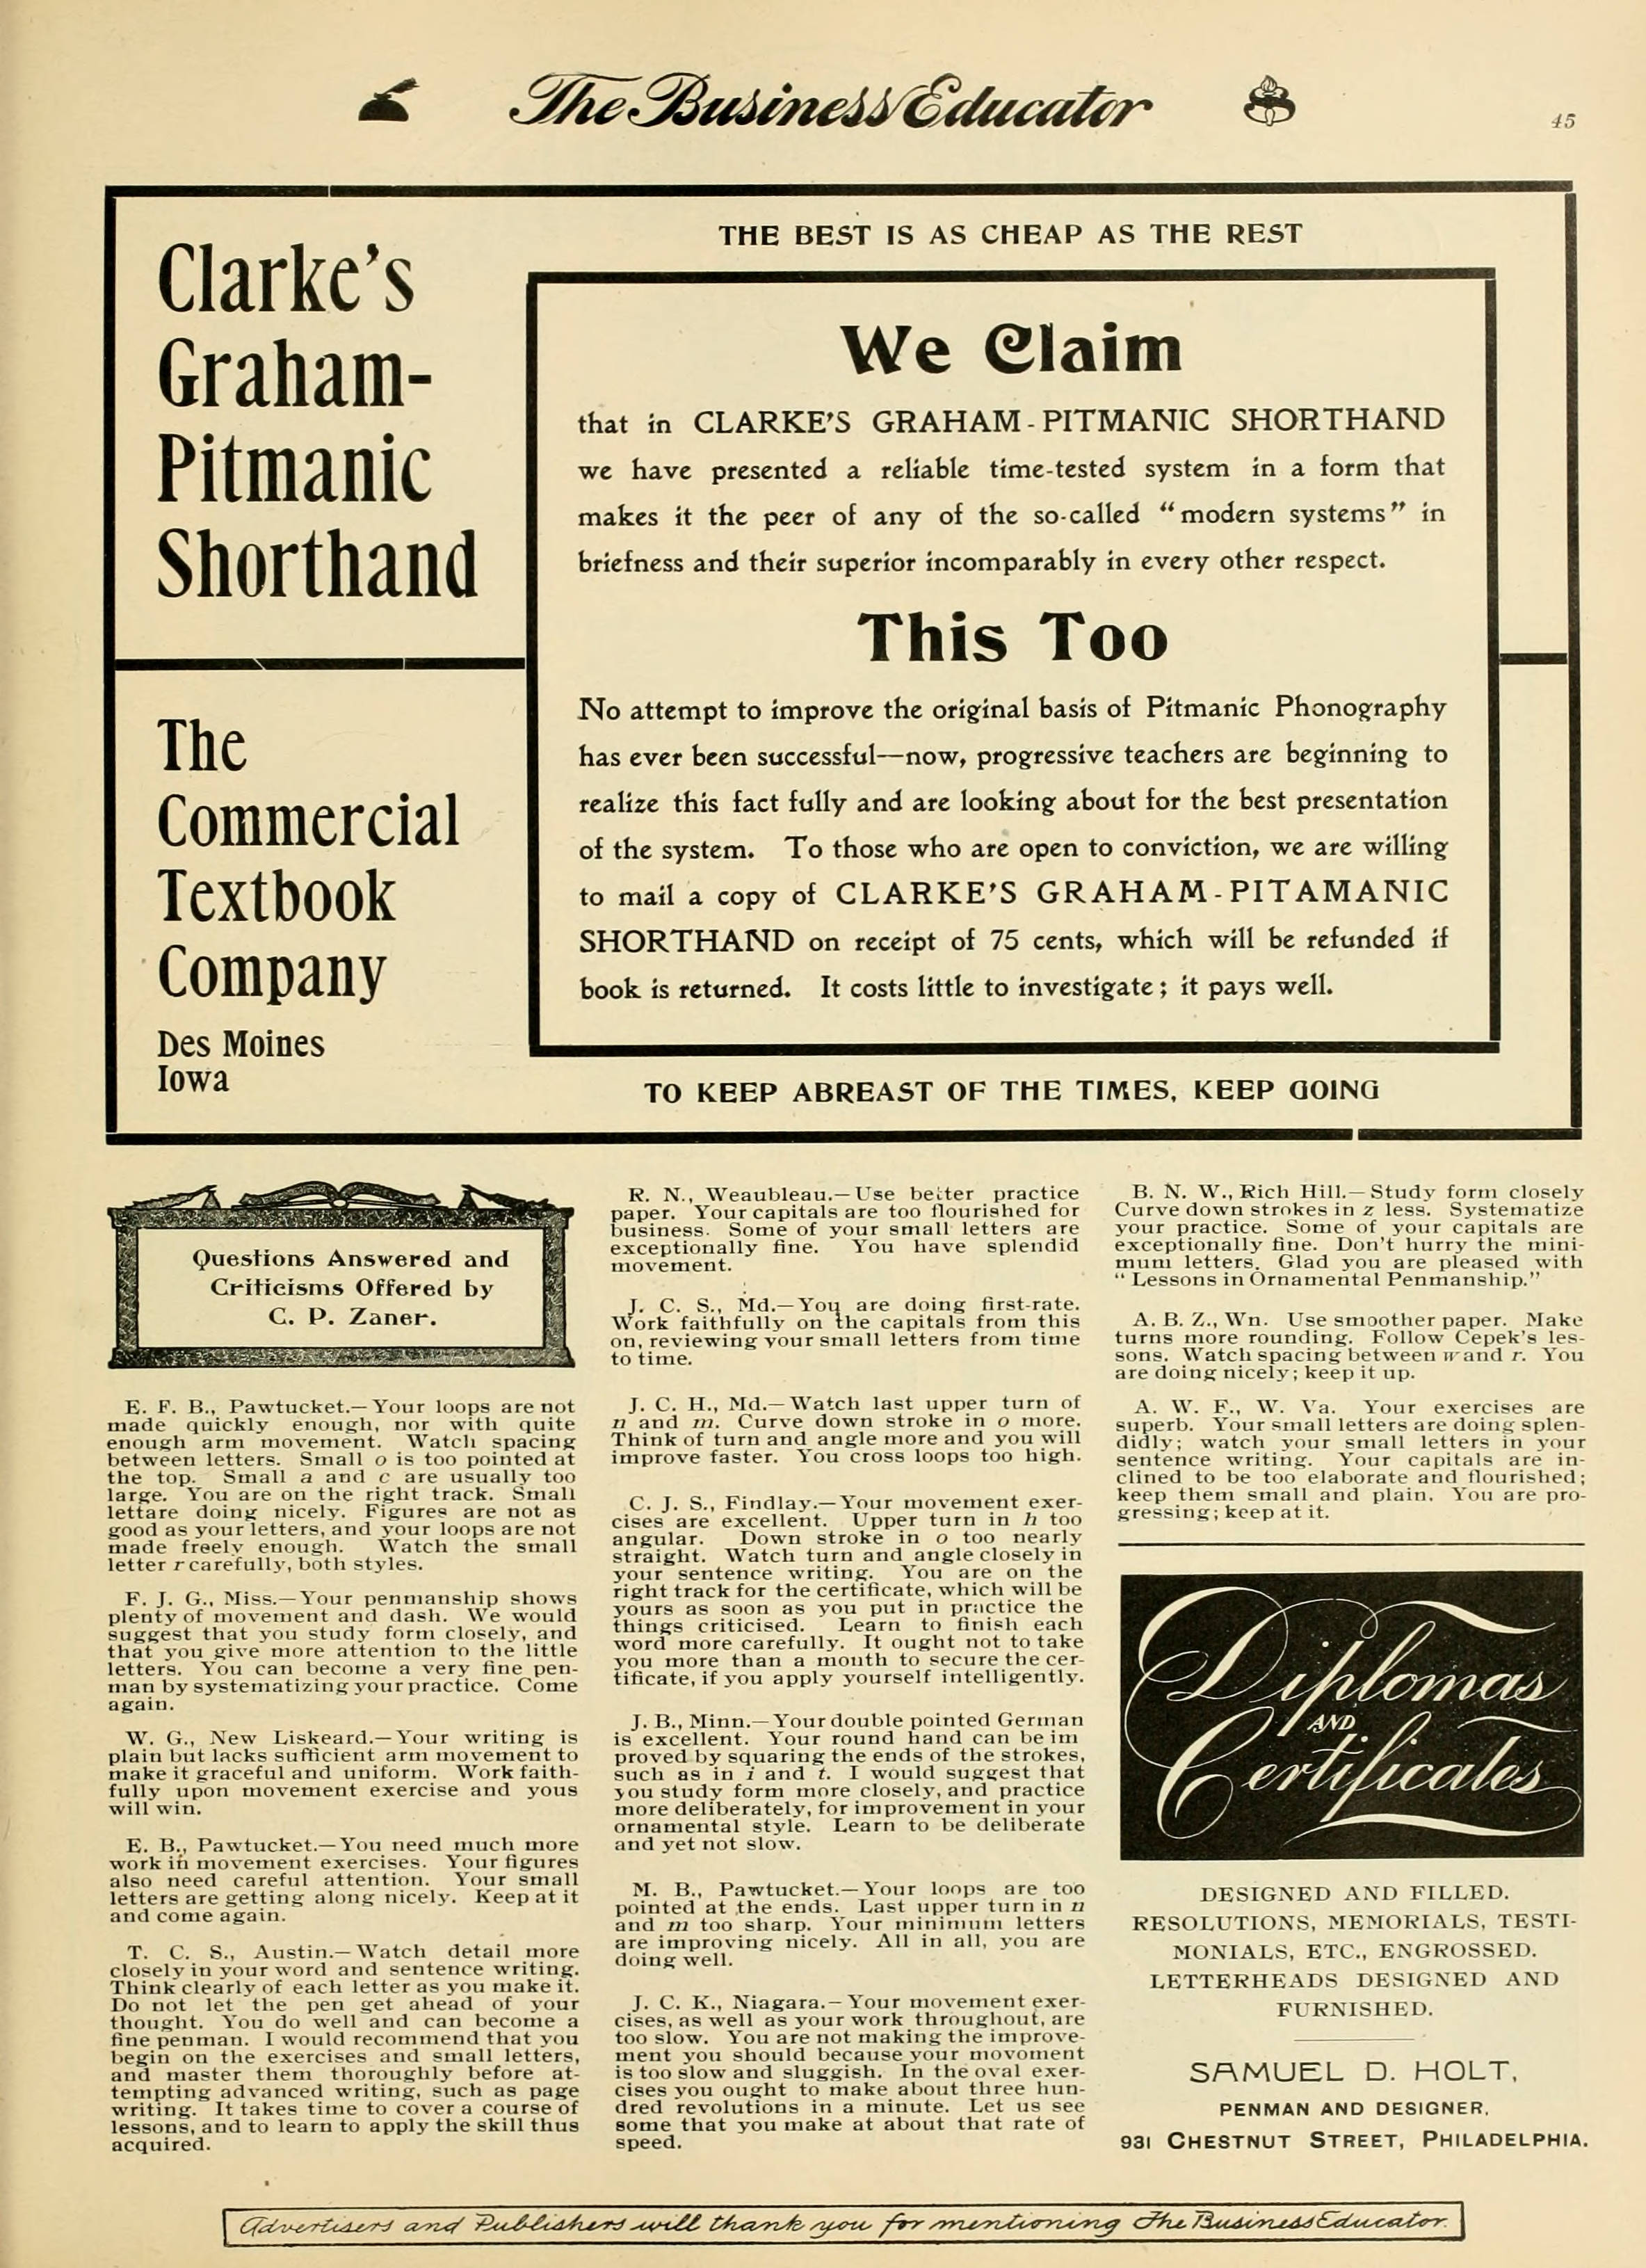 The Business Educator
45
Clarke's
Graham-
Pitmanic
Shorthand
The
Commercial
Textbook
Company
Des Moines
Iowa
THE BEST IS AS CHEAP AS THE REST
We Claim
that in CLARKE'S GRAHAM-PITMANIC SHORTHAND
we have presented a reliable time-tested system in a form that
makes it the peer of any of the so-called "modern systems" in
briefness and their superior incomparably in every other respect.
This Too
No attempt to improve the original basis of Pitmanic Phonography
has ever been successful—now, progressive teachers are beginning to
realize this fact fully and are looking about for the best presentation
of the system. To those who are open to conviction, we are willing
to mail a copy of CLARKE'S GRAHAM-PITAMANIC
SHORTHAND on receipt of 75 cents, which will be refunded if
book is returned. It costs little to investigate; it pays well.
TO KEEP ABREAST OF THE TIMES, KEEP GOING
Questions Answered and
Criticisms Offered by
C. P. Zaner.
E. F. B., Pawtucket.—Your loops are not
made quickly enough, nor with quite
enough arm movement. Watch spacing
between letters. Small o is too pointed at
the top. Small a and c are usually too
large. You are on the right track. Small
lettare doing nicely. Figures are not as
good as your letters, and your loops are not
made freely enough. Watch the small
letter r carefully, both styles.
F. J. G., Miss.—Your penmanship shows
plenty of movement and dash. We would
suggest that you study form closely, and
that you give more attention to the little
letters. You can become a very fine pen-
man by systematizing your practice. Come
again.
W. G., New Liskeard.—Your writing is
plain but lacks sufficient arm movement to
make it graceful and uniform. Work faith-
fully upon movement exercise and yous
will win.
E. B., Pawtucket.—You need much more
work in movement exercises. Your figures
also need careful attention. Your small
letters are getting along nicely. Keep at it
and come again.
T. C. S., Austin.—Watch detail more
closely in your word and sentence writing.
Think clearly of each letter as you make it.
Do not let the pen get ahead of your
thought. You do well and can become a
fine penman. I would recommend that you
begin on the exercises and small letters,
and master them thoroughly before at-
tempting advanced writing, such as page
writing. It takes time to cover a course of
lessons, and to learn to apply the skill thus
acquired.
R. N., Weaubleau.—Use better practice
paper. Your capitals are too flourished for
business. Some of your small letters are
exceptionally fine. You have splendid
movement.
J. C. S., Md.—You are doing first-rate.
Work faithfully on the capitals from this
on, reviewing your small letters from time
to time.
J. C. H., Md.—Watch last upper turn of
n and m. Curve down stroke in o more.
Think of turn and angle more and you will
improve faster. You cross loops too high.
C. J. S., Findlay.—Your movement exer-
cises are excellent. Upper turn in h too
angular. Down stroke in o too nearly
straight. Watch turn and angle closely in
your sentence writing. You are on the
right track for the certificate, which will be
yours as soon as you put in practice the
things criticised. Learn to finish each
word more carefully. It ought not to take
you more than a month to secure the cer-
tificate, if you apply yourself intelligently.
J. B., Minn.—Your double pointed German
is excellent. Your round hand can be im
proved by squaring the ends of the strokes,
such as in i and t. I would suggest that
you study form more closely, and practice
more deliberately, for improvement in your
ornamental style. Learn to be deliberate
and yet not slow.
M. B., Pawtucket.—Your loops are too
pointed at the ends. Last upper turn in n
and m too sharp. Your minimum letters
are improving nicely. All in all, you are
doing well.
J. C. K., Niagara.—Your movement exer-
cises, as well as your work throughout, are
too slow. You are not making the improve-
ment you should because your movoment
is too slow and sluggish. In the oval exer-
cises you ought to make about three hun-
dred revolutions in a minute. Let us see
some that you make at about that rate of
speed.
B. N. W., Rich Hill.—Study form closely
Curve down strokes in z less. Systematize
your practice. Some of your capitals are
exceptionally fine. Don't hurry the mini-
mum letters. Glad you are pleased with
"Lessons in Ornamental Penmanship."
A. B. Z., Wn. Use smoother paper. Make
turns more rounding. Follow Cepek's les-
sons. Watch spacing between w and r. You
are doing nicely; keep it up.
A. W. F., W. Va. Your exercises are
superb. Your small letters are doing splen-
didly; watch your small letters in your
sentence writing. Your capitals are in-
clined to be too elaborate and flourished;
keep them small and plain. You are pro-
gressing; keep at it.
Diplomas
AND
Certificates
DESIGNED AND FILLED.
RESOLUTIONS, MEMORIALS, TESTI-
MONIALS, ETC., ENGROSSED.
LETTERHEADS DESIGNED AND
FURNISHED.
SAMUEL D. HOLT,
PENMAN AND DESIGNER,
931 CHESTNUT STREET, PHILADELPHIA.
Advertisers and Publishers will thank you for mentioning The Business Educator.